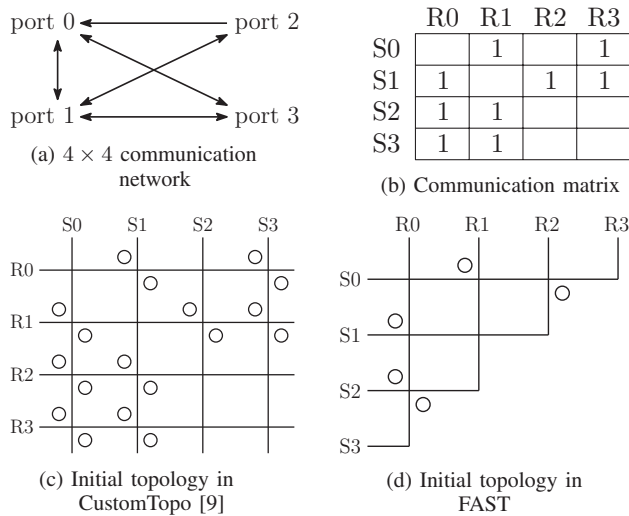 port 0 port 2
port 1 port 3
(a) 4 × 4 communication
network
R0 R1 R2 R3
S0 1 1
S1 1 1 1
S2 1 1
S3 1 1
(b) Communication matrix
S0 S1 S2 S3
R0
R1
R2
R3
(c) Initial topology in
CustomTopo [9]
R0 R1 R2 R3
S0
S1
S2
S3
(d) Initial topology in
FAST